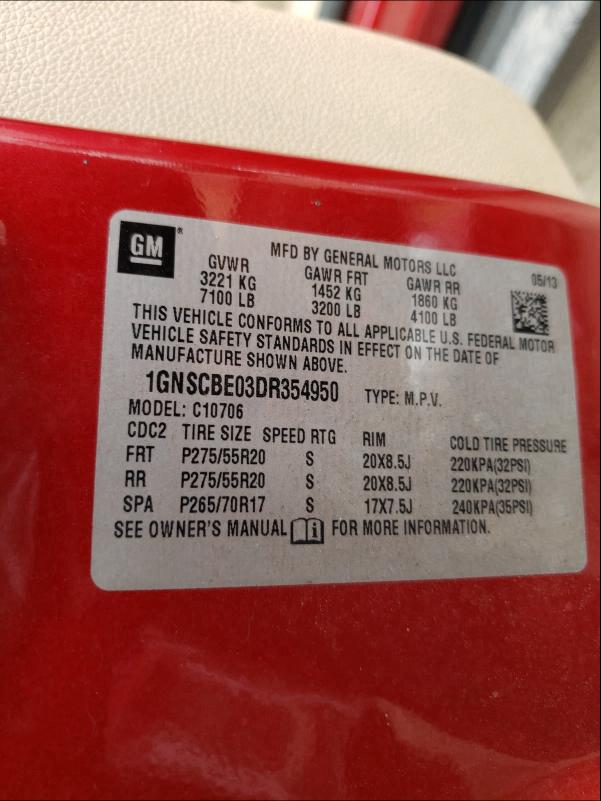 GM
MFD BY GENERAL MOTORS LLC
05/13
GVWR GAWR FRT GAWR RR
3221 KG 1452 KG 1860 KG
7100 LB 3200 LB 4100 LB
THIS VEHICLE CONFORMS TO ALL APPLICABLE U.S. FEDERAL MOTOR
VEHICLE SAFETY STANDARDS IN EFFECT ON THE DATE OF
MANUFACTURE SHOWN ABOVE.
1GNSCBE03DR354950 TYPE: M.P.V.
MODEL: C10706
CDC2 TIRE SIZE SPEED RTG RIM COLD TIRE PRESSURE
FRT P275/55R20 S 20X8.5J 220KPA(32PSI)
RR P275/55R20 S 20X8.5J 220KPA(32PSI)
SPA P265/70R17 S 17X7.5J 240KPA(35PSI)
SEE OWNER'S MANUAL i FOR MORE INFORMATION.